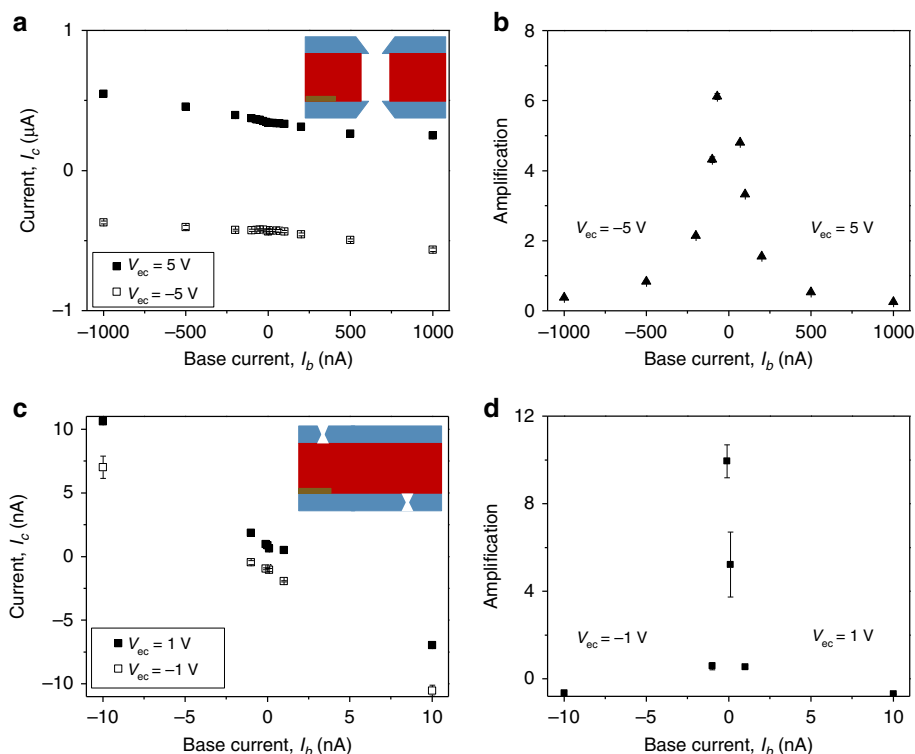 a
1
0
−1
Current, Ic (μA)
Vec = 5 V
Vec = −5 V
−1000 −500 0 500 1000
Base current, Ib (nA)
b
8
6
4
2
0
Amplification
Vec = −5 V
Vec = 5 V
−1000 −500 0 500 1000
Base current, Ib (nA)
c
10
5
0
−5
−10
Current, Ic (nA)
Vec = 1 V
Vec = −1 V
−10 −5 0 5 10
Base current, Ib (nA)
d
12
8
4
0
Amplification
Vec = −1 V
Vec = 1 V
−10 −5 0 5 10
Base current, Ib (nA)